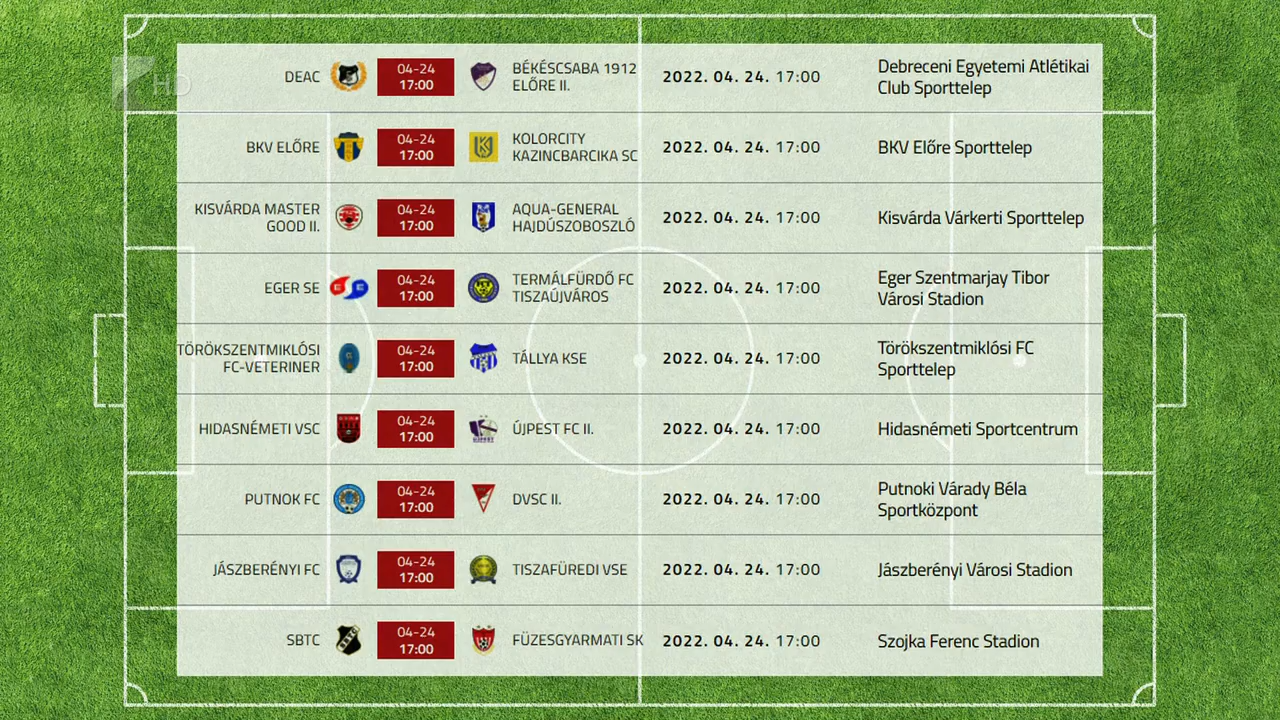 HD
DEAC
04-24
17:00
BÉKÉSCSABA 1912
ELŐRE II.
2022. 04. 24. 17:00
Debreceni Egyetemi Atlétikai
Club Sporttelep
BKV ELŐRE
04-24
17:00
KOLORCITY
KAZINCBARCIKA SC
2022. 04. 24. 17:00
BKV Előre Sporttelep
KISVÁRDA MASTER
GOOD II.
04-24
17:00
AQUA-GENERAL
HAJDÚSZOBOSZLÓ
2022. 04. 24. 17:00
Kisvárda Várkerti Sporttelep
EGER SE
04-24
17:00
TERMÁLFÜRDŐ FC
TISZAÚJVÁROS
2022. 04. 24. 17:00
Eger Szentmarjay Tibor
Városi Stadion
TÖRÖKSZENTMIKLÓSI
FC-VETERINER
04-24
17:00
TÁLLYA KSE
2022. 04. 24. 17:00
Törökszentmiklósi FC
Sporttelep
HIDASNÉMETI VSC
04-24
17:00
ÚJPEST FC II.
2022. 04. 24. 17:00
Hidasnémeti Sportcentrum
PUTNOK FC
04-24
17:00
DVSC II.
2022. 04. 24. 17:00
Putnoki Várady Béla
Sportközpont
JÁSZBERÉNYI FC
04-24
17:00
TISZAFÜREDI VSE
2022. 04. 24. 17:00
Jászberényi Városi Stadion
SBTC
04-24
17:00
FÜZESGYARMATI SK
2022. 04. 24. 17:00
Szojka Ferenc Stadion